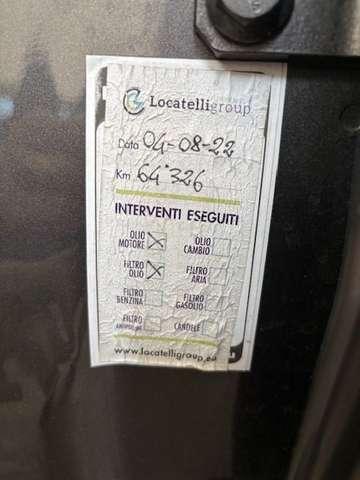 Locatelligroup
Data 04-08-22
Km 64·326
INTERVENTI ESEGUITI
OLIO MOTORE
OLIO CAMBIO
FILTRO OLIO
FILTRO ARIA
FILTRO BENZINA
FILTRO GASOLIO
FILTRO
CANDELE
www.locatelligroup.eu